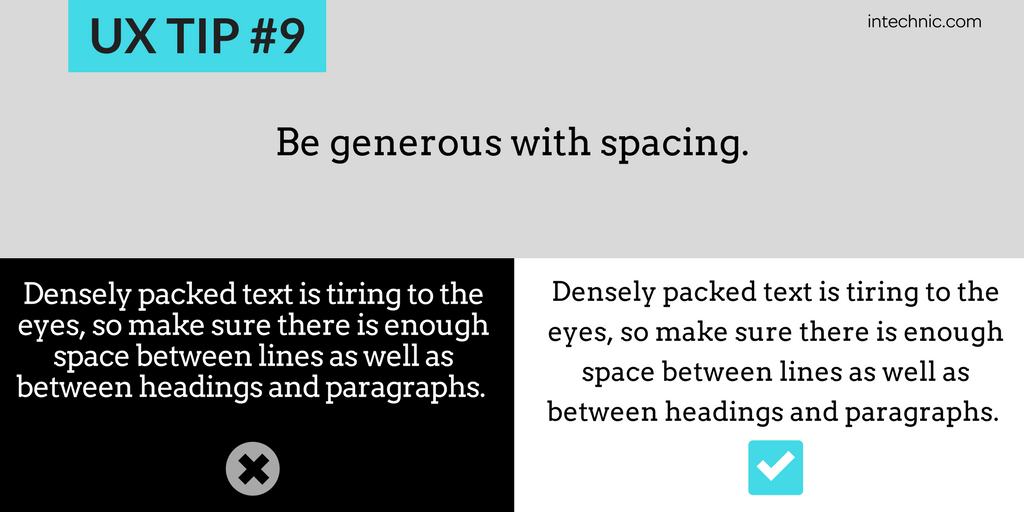 UX TIP #9
intechnic.com
Be generous with spacing.
Densely packed text is tiring to the
eyes, so make sure there is enough
space between lines as well as
between headings and paragraphs.
Densely packed text is tiring to the
eyes, so make sure there is enough
space between lines as well as
between headings and paragraphs.